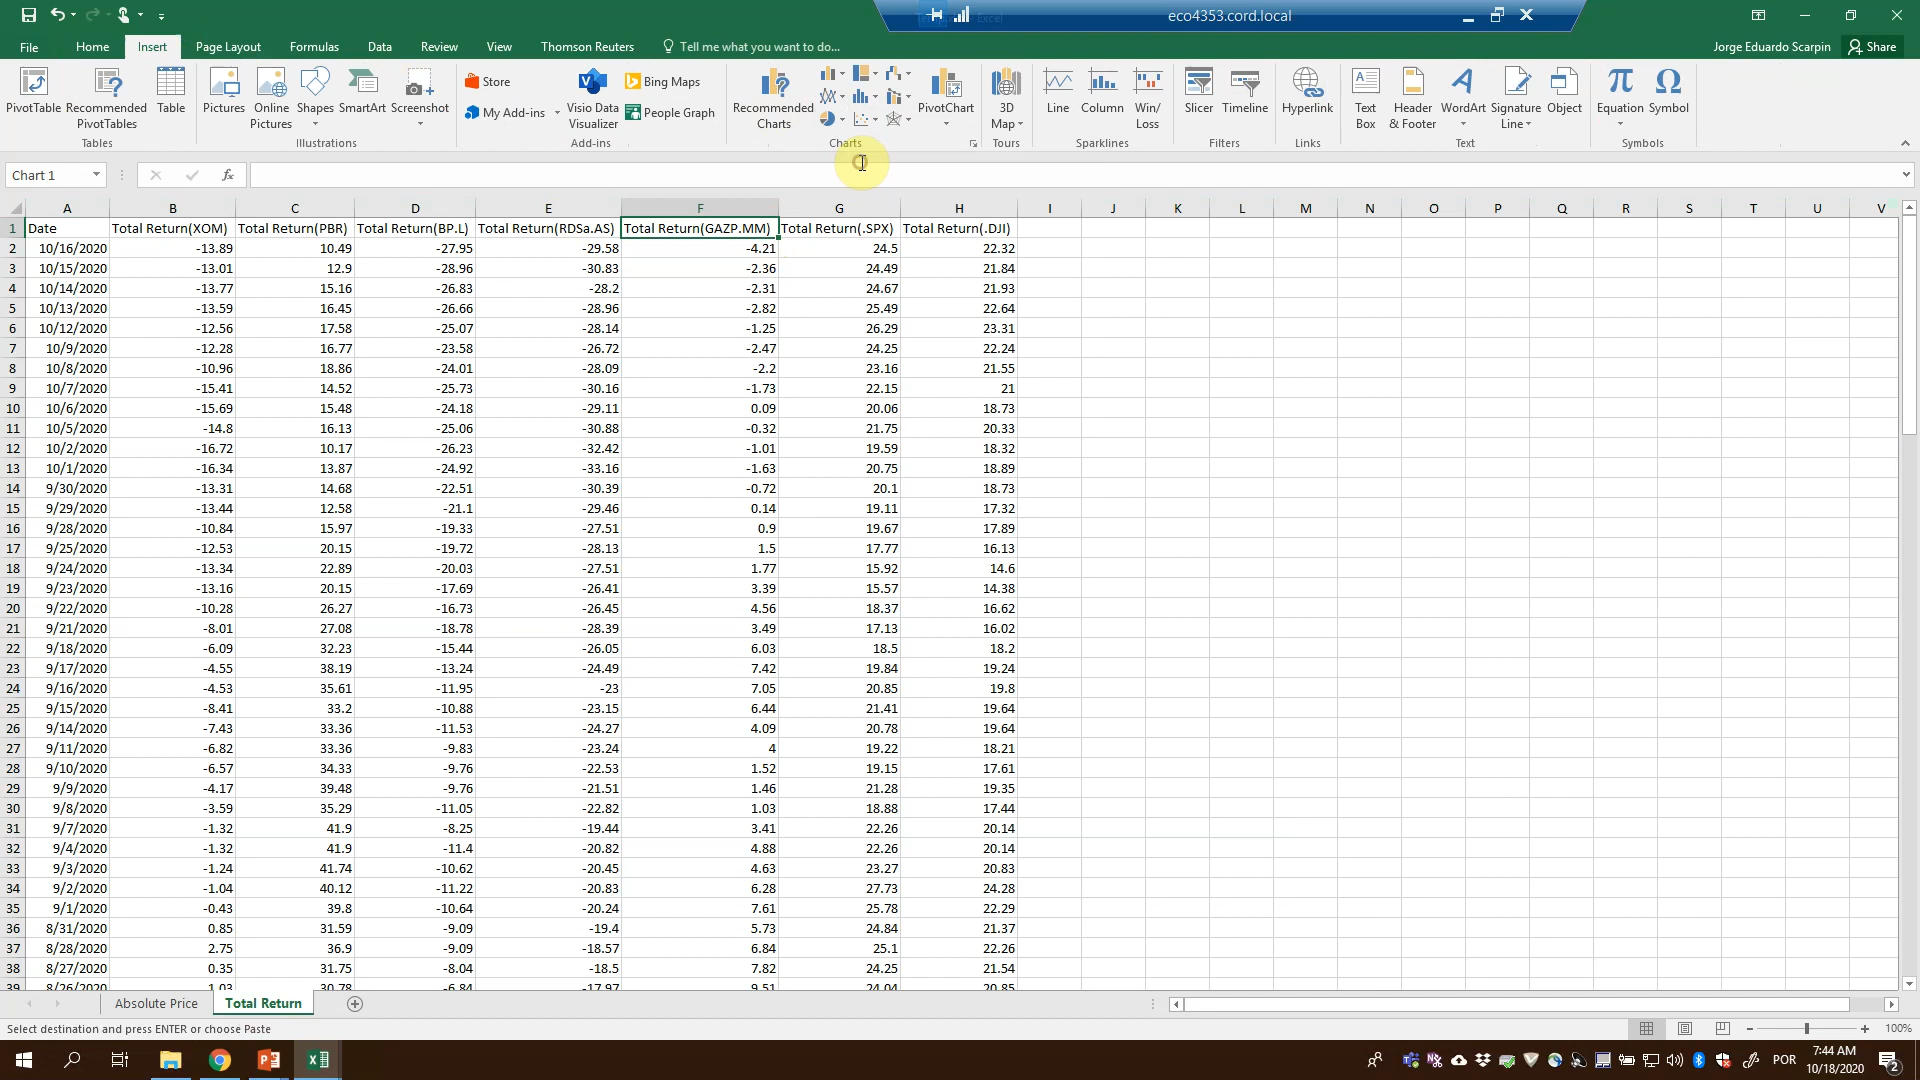 eco4353.cord.local
File Home Insert Page Layout Formulas Data Review View Thomson Reuters Tell me what you want to do... Jorge Eduardo Scarpin Share
PivotTable Recommended PivotTables Table Pictures Online Pictures Shapes SmartArt Screenshot Store My Add-ins Visio Data Visualizer Bing Maps People Graph Recommended Charts PivotChart 3D Map Line Column Win/Loss Slicer Timeline Hyperlink Text Box Header & Footer WordArt Signature Line Object Equation Symbol
Tables Illustrations Add-ins Charts Tours Sparklines Filters Links Text Symbols
Chart 1 fx
A B C D E F G H I J K L M N O P Q R S T U V
1 Date Total Return(XOM) Total Return(PBR) Total Return(BP.L) Total Return(RDSa.AS) Total Return(GAZP.MM) Total Return(.SPX) Total Return(.DJI)
2 10/16/2020 -13.89 10.49 -27.95 -29.58 -4.21 24.5 22.32
3 10/15/2020 -13.01 12.9 -28.96 -30.83 -2.36 24.49 21.84
4 10/14/2020 -13.77 15.16 -26.83 -28.2 -2.31 24.67 21.93
5 10/13/2020 -13.59 16.45 -26.66 -28.96 -2.82 25.49 22.64
6 10/12/2020 -12.56 17.58 -25.07 -28.14 -1.25 26.29 23.31
7 10/9/2020 -12.28 16.77 -23.58 -26.72 -2.47 24.25 22.24
8 10/8/2020 -10.96 18.86 -24.01 -28.09 -2.2 23.16 21.55
9 10/7/2020 -15.41 14.52 -25.73 -30.16 -1.73 22.15 21
10 10/6/2020 -15.69 15.48 -24.18 -29.11 0.09 20.06 18.73
11 10/5/2020 -14.8 16.13 -25.06 -30.88 -0.32 21.75 20.33
12 10/2/2020 -16.72 10.17 -26.23 -32.42 -1.01 19.59 18.32
13 10/1/2020 -16.34 13.87 -24.92 -33.16 -1.63 20.75 18.89
14 9/30/2020 -13.31 14.68 -22.51 -30.39 -0.72 20.1 18.73
15 9/29/2020 -13.44 12.58 -21.1 -29.46 0.14 19.11 17.32
16 9/28/2020 -10.84 15.97 -19.33 -27.51 0.9 19.67 17.89
17 9/25/2020 -12.53 20.15 -19.72 -28.13 1.5 17.77 16.13
18 9/24/2020 -13.34 22.89 -20.03 -27.51 1.77 15.92 14.6
19 9/23/2020 -13.16 20.15 -17.69 -26.41 3.39 15.57 14.38
20 9/22/2020 -10.28 26.27 -16.73 -26.45 4.56 18.37 16.62
21 9/21/2020 -8.01 27.08 -18.78 -28.39 3.49 17.13 16.02
22 9/18/2020 -6.09 32.23 -15.44 -26.05 6.03 18.5 18.2
23 9/17/2020 -4.55 38.19 -13.24 -24.49 7.42 19.84 19.24
24 9/16/2020 -4.53 35.61 -11.95 -23 7.05 20.85 19.8
25 9/15/2020 -8.41 33.2 -10.88 -23.15 6.44 21.41 19.64
26 9/14/2020 -7.43 33.36 -11.53 -24.27 4.09 20.78 19.64
27 9/11/2020 -6.82 33.36 -9.83 -23.24 4 19.22 18.21
28 9/10/2020 -6.57 34.33 -9.76 -22.53 1.52 19.15 17.61
29 9/9/2020 -4.17 39.48 -9.76 -21.51 1.46 21.28 19.35
30 9/8/2020 -3.59 35.29 -11.05 -22.82 1.03 18.88 17.44
31 9/7/2020 -1.32 41.9 -8.25 -19.44 3.41 22.26 20.14
32 9/4/2020 -1.32 41.9 -11.4 -20.82 4.88 22.26 20.14
33 9/3/2020 -1.24 41.74 -10.62 -20.45 4.63 23.27 20.83
34 9/2/2020 -1.04 40.12 -11.22 -20.83 6.28 27.73 24.28
35 9/1/2020 -0.43 39.8 -10.64 -20.24 7.61 25.78 22.29
36 8/31/2020 0.85 31.59 -9.09 -19.4 5.73 24.84 21.37
37 8/28/2020 2.75 36.9 -9.09 -18.57 6.84 25.1 22.26
38 8/27/2020 0.35 31.75 -8.04 -18.5 7.82 24.25 21.54
39 8/26/2020 1.03 30.78 -6.84 -17.97 9.51 24.04 20.85
Absolute Price Total Return
Select destination and press ENTER or choose Paste 100%
POR 7:44 AM
10/18/2020 2